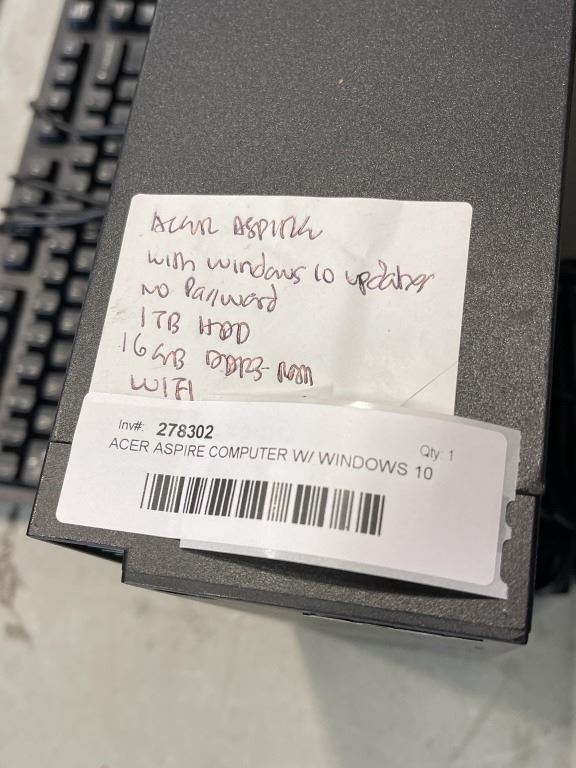 ACER ASPIRE
with windows 10 updates
NO Password
1TB HDD
16GB DDR3-RAM
WIFI
Inv#: 278302
Qty: 1
ACER ASPIRE COMPUTER W/ WINDOWS 10